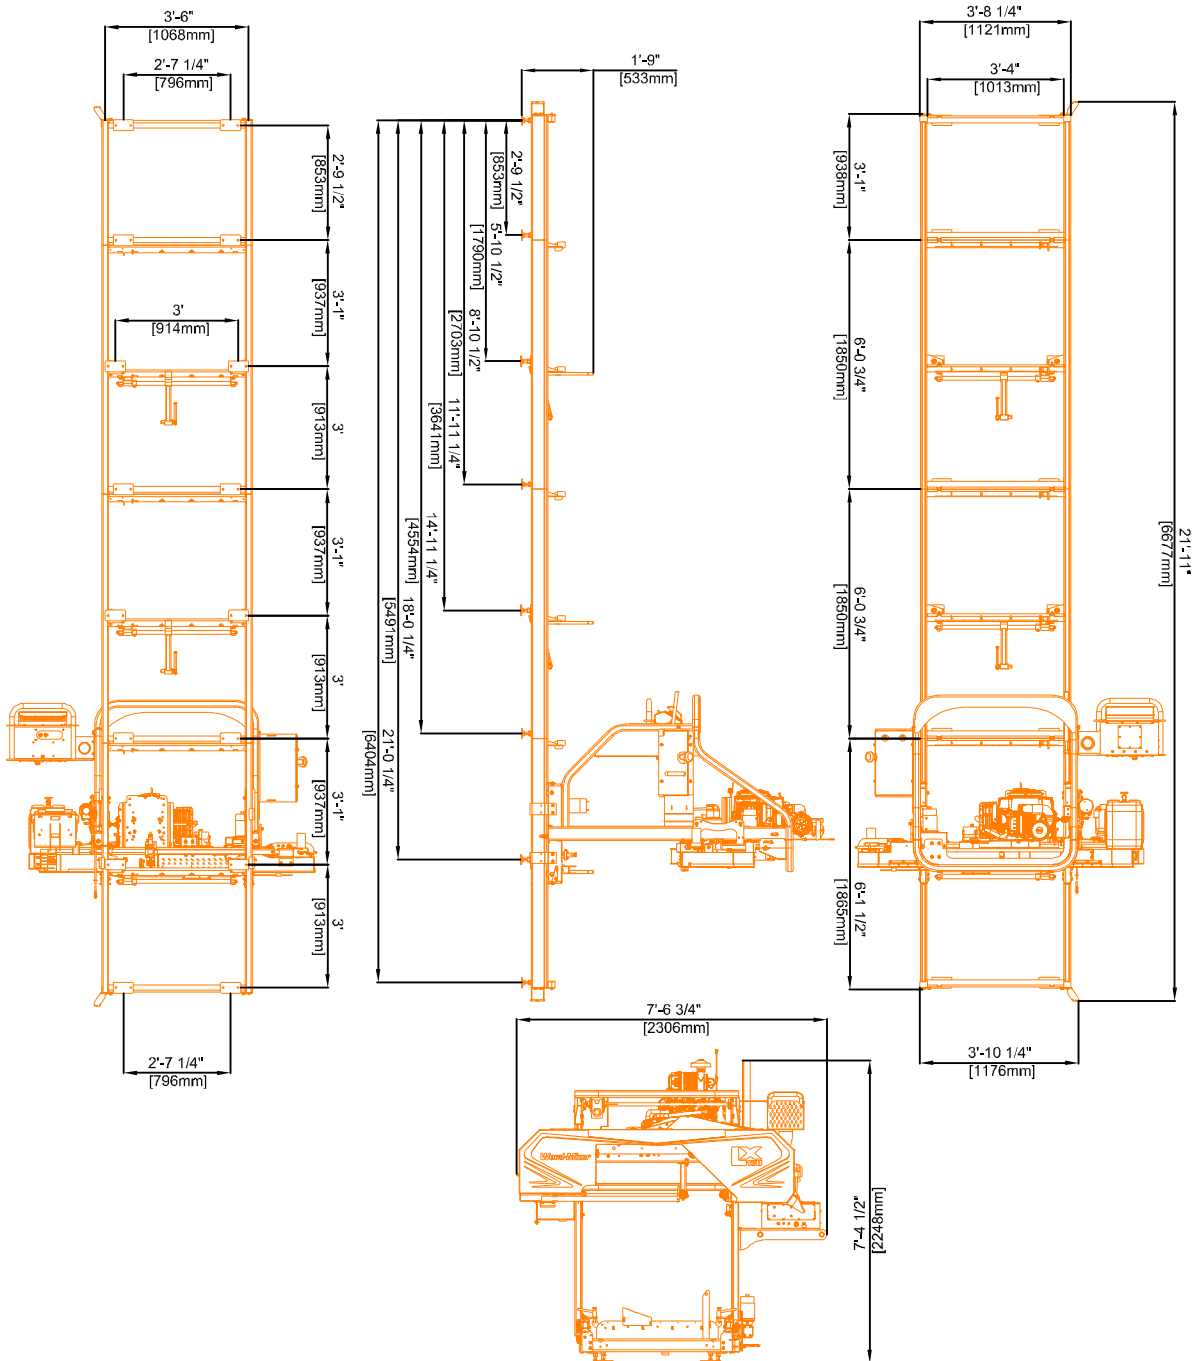 3'-6"
[1068mm]
2'-7 1/4"
[796mm]
2'-9 1/2"
[853mm]
3'-1"
[937mm]
3'
[914mm]
3'
[913mm]
3'-1"
[937mm]
3'
[913mm]
3'-1"
[937mm]
3'
[913mm]
2'-7 1/4"
[796mm]
1'-9"
[533mm]
2'-9 1/2"
[853mm]
5'-10 1/2"
[1790mm]
8'-10 1/2"
[2703mm]
11'-11 1/4"
[3641mm]
14'-11 1/4"
[4554mm]
18'-0 1/4"
[5491mm]
21'-0 1/4"
[6404mm]
3'-8 1/4"
[1121mm]
3'-4"
[1013mm]
3'-1"
[938mm]
6'-0 3/4"
[1850mm]
6'-0 3/4"
[1850mm]
6'-1 1/2"
[1865mm]
21'-11"
[6677mm]
3'-10 1/4"
[1176mm]
7'-6 3/4"
[2306mm]
7'-4 1/2"
[2248mm]
Wood-Mizer
LX